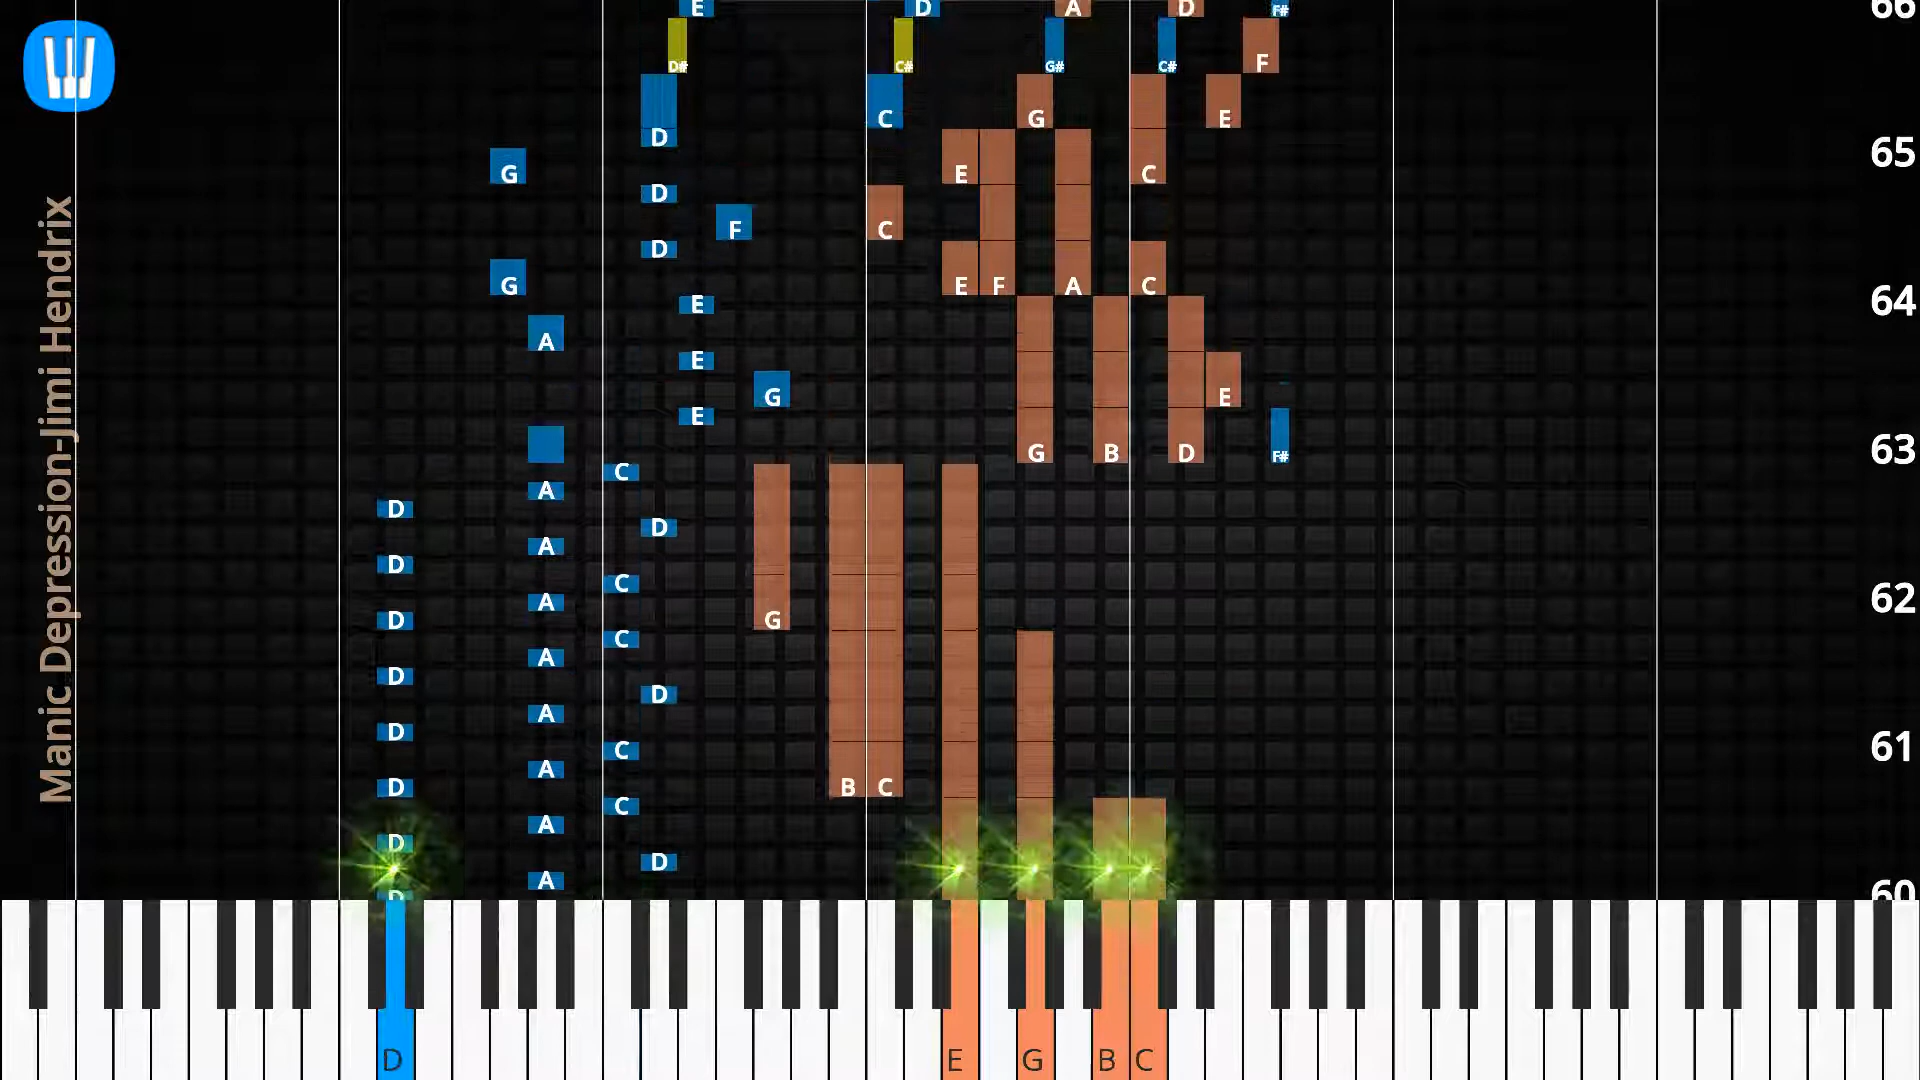 Manic Depression-Jimi Hendrix
E D A D F# 66
D# C# G# C# F
C G E
D
G E C 65
D
F C
D
G E F A C 64
E
A
E
G E
E
G B D F# 63
C
A
D
D
A
D
C 62
A
D G
C
A
D
D
A
D
C 61
A
D B C
C
A
D
D
A
D 60
D E G B C